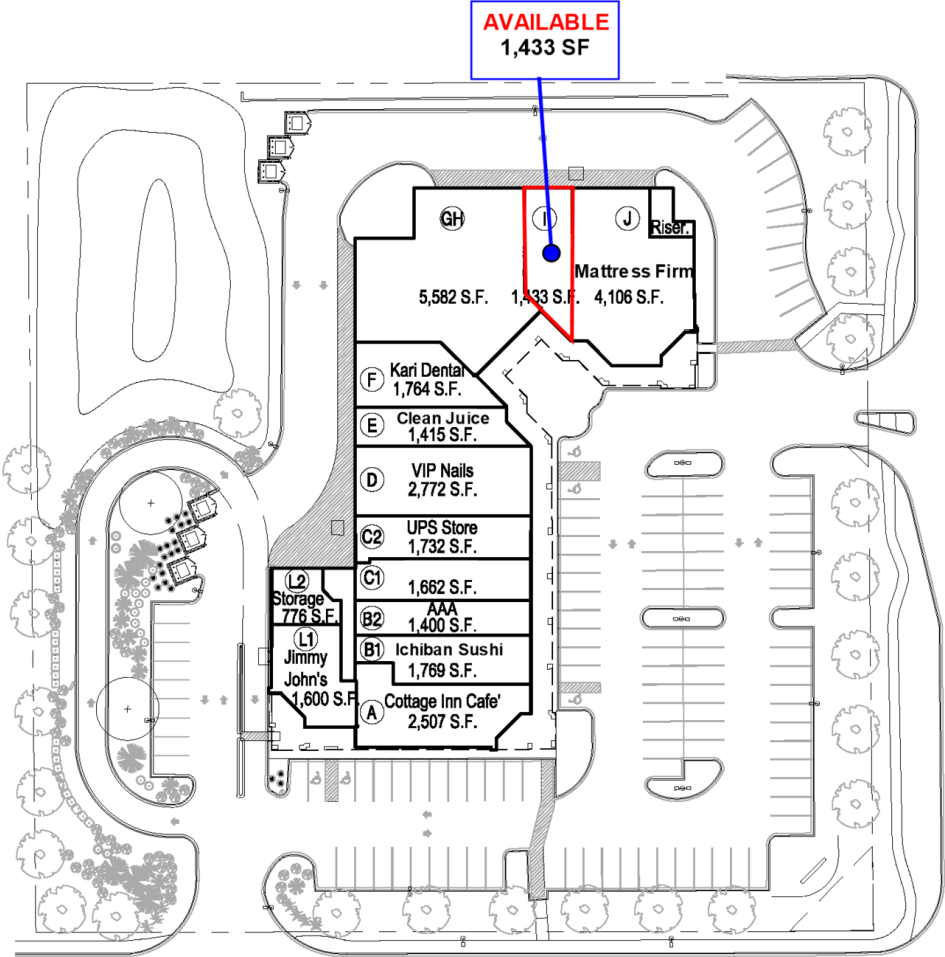 AVAILABLE
1,433 SF
GH
I
J
Riser.
Mattress Firm
5,582 S.F.
1,433 S.F.
4,106 S.F.
F
Kari Dental
1,764 S.F.
E
Clean Juice
1,415 S.F.
D
VIP Nails
2,772 S.F.
C2
UPS Store
1,732 S.F.
C1
1,662 S.F.
L2
Storage
776 S.F.
B2
AAA
1,400 S.F.
L1
Jimmy
John's
1,600 S.F.
B1
Ichiban Sushi
1,769 S.F.
A
Cottage Inn Cafe'
2,507 S.F.